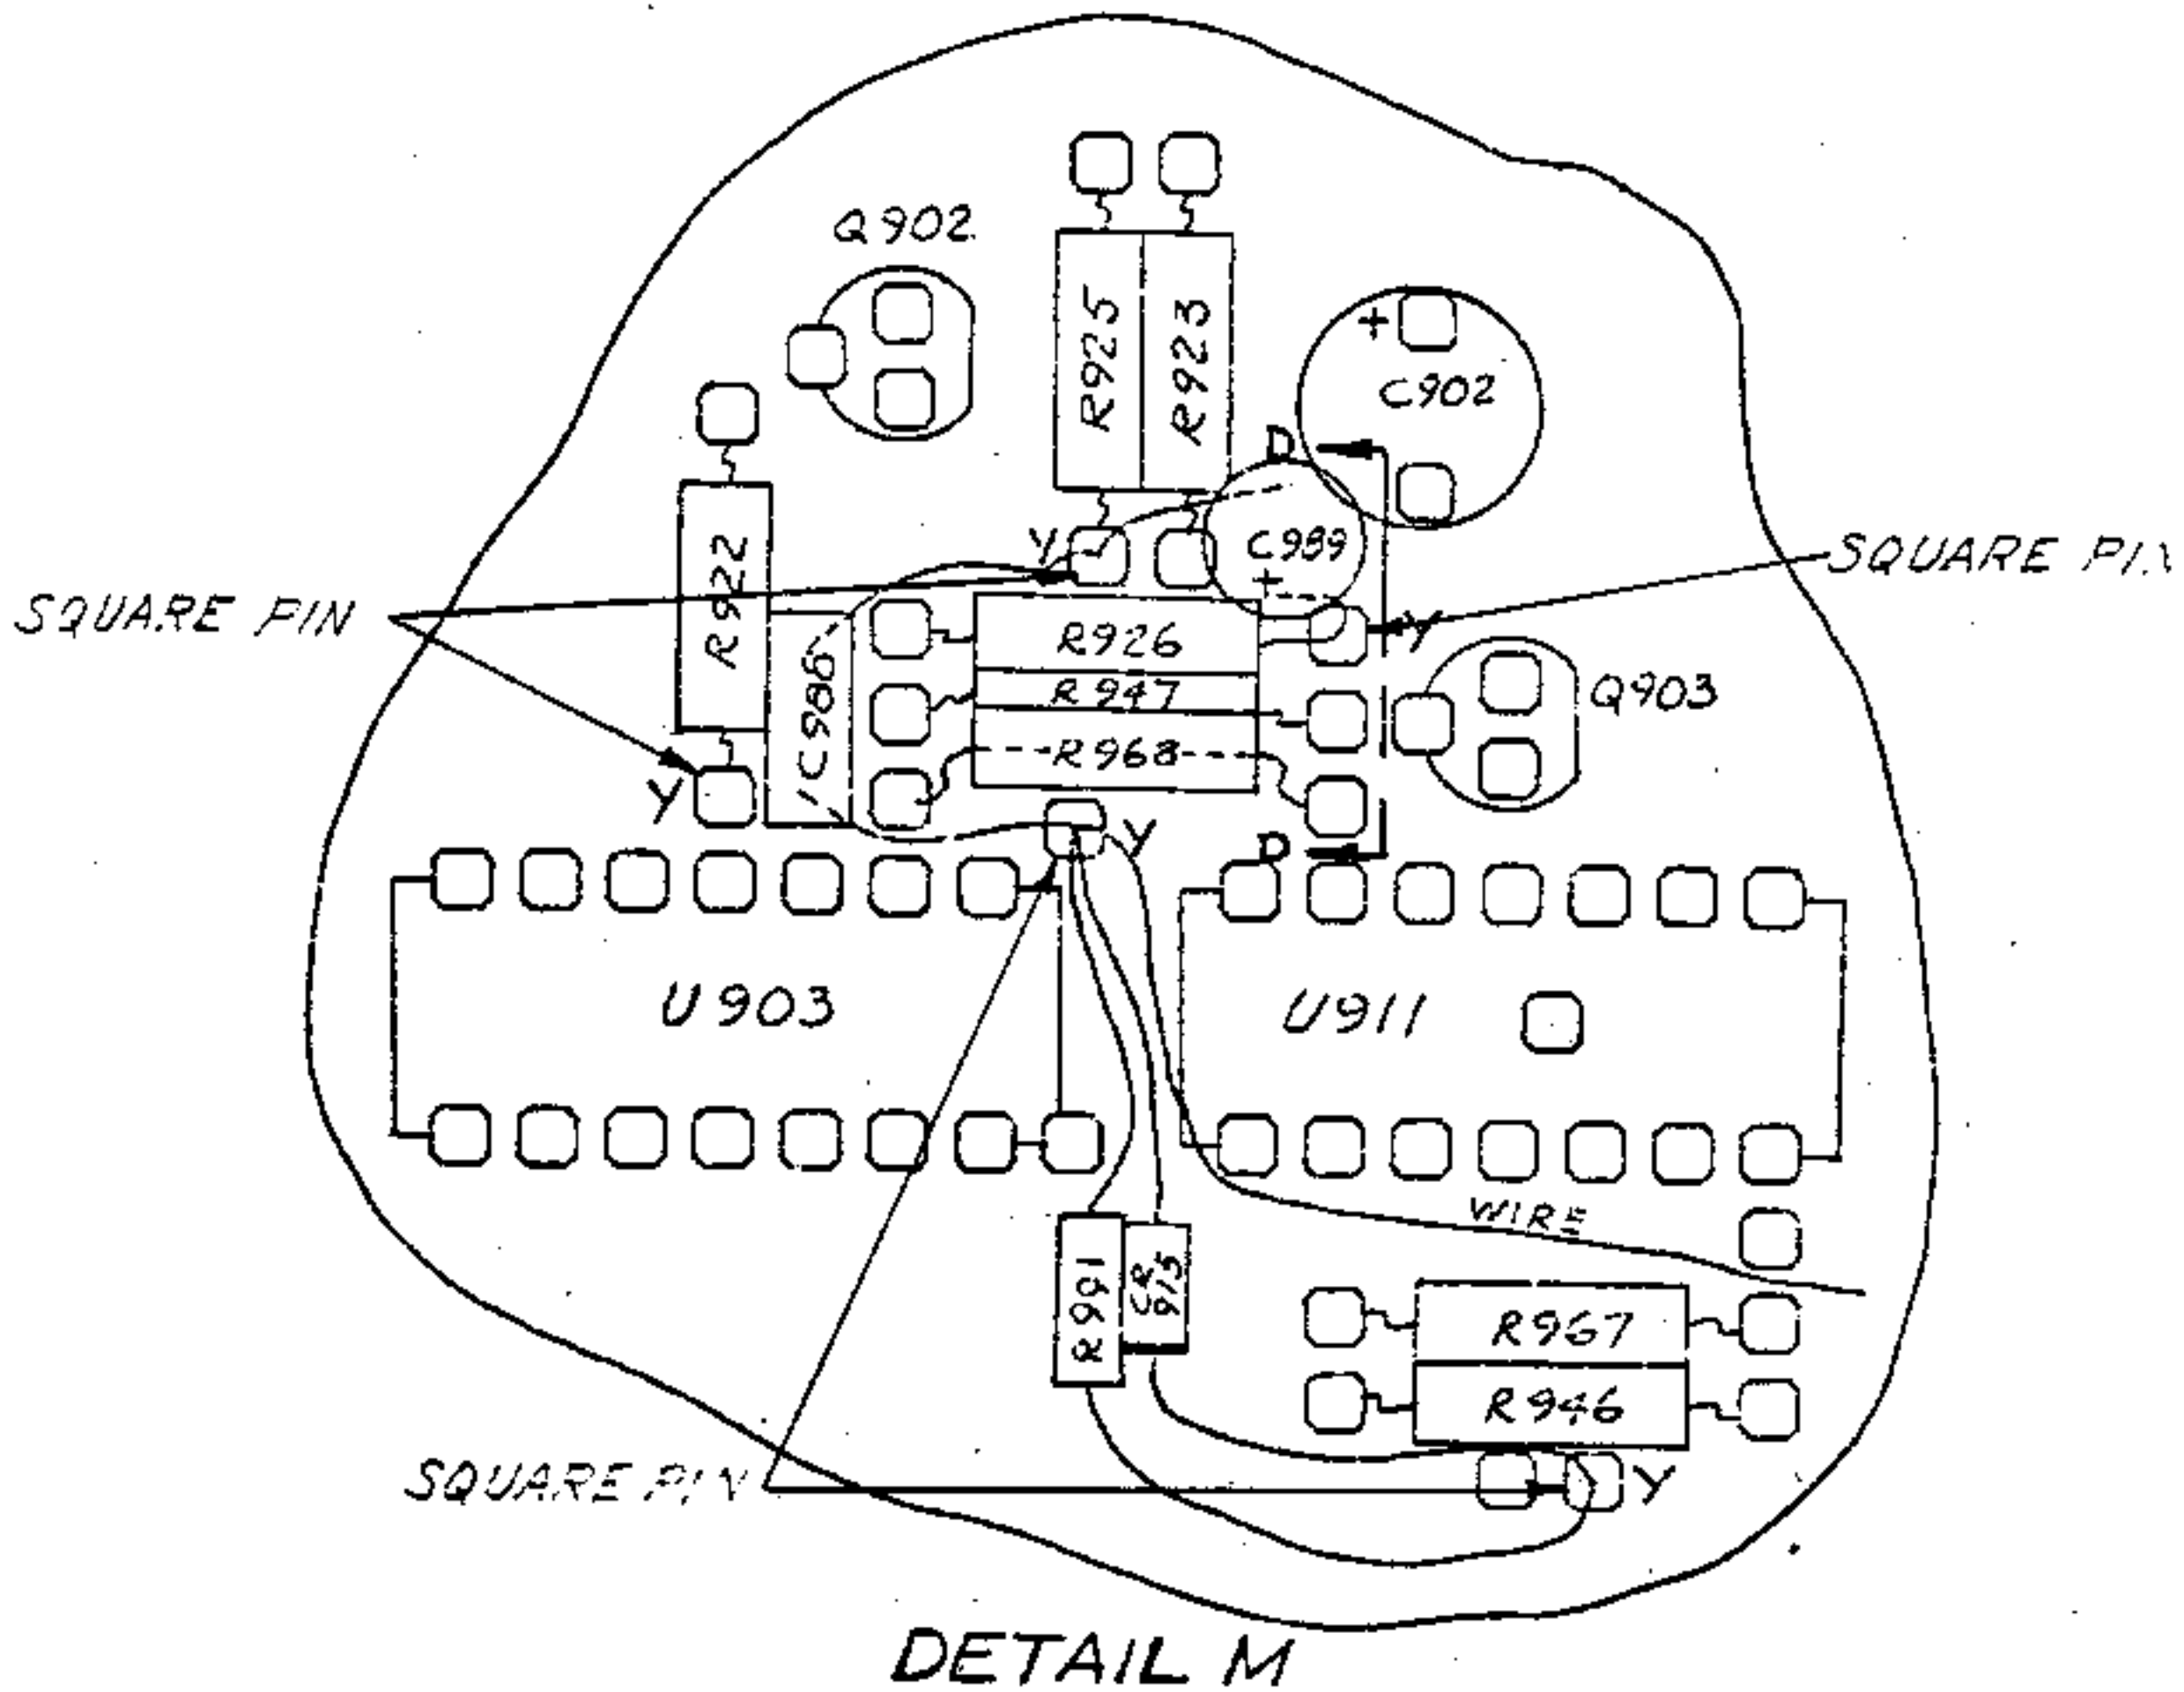 Q902
R925
R923
+
C902
D
Y
C989
+
SQUARE PIN
SQUARE PIN
R922
C986
R926
Y
R947
Q903
R968
Y
Y
D
U903
U911
WIRE
R991
CR
915
R967
R946
SQUARE PIN
Y
DETAIL M